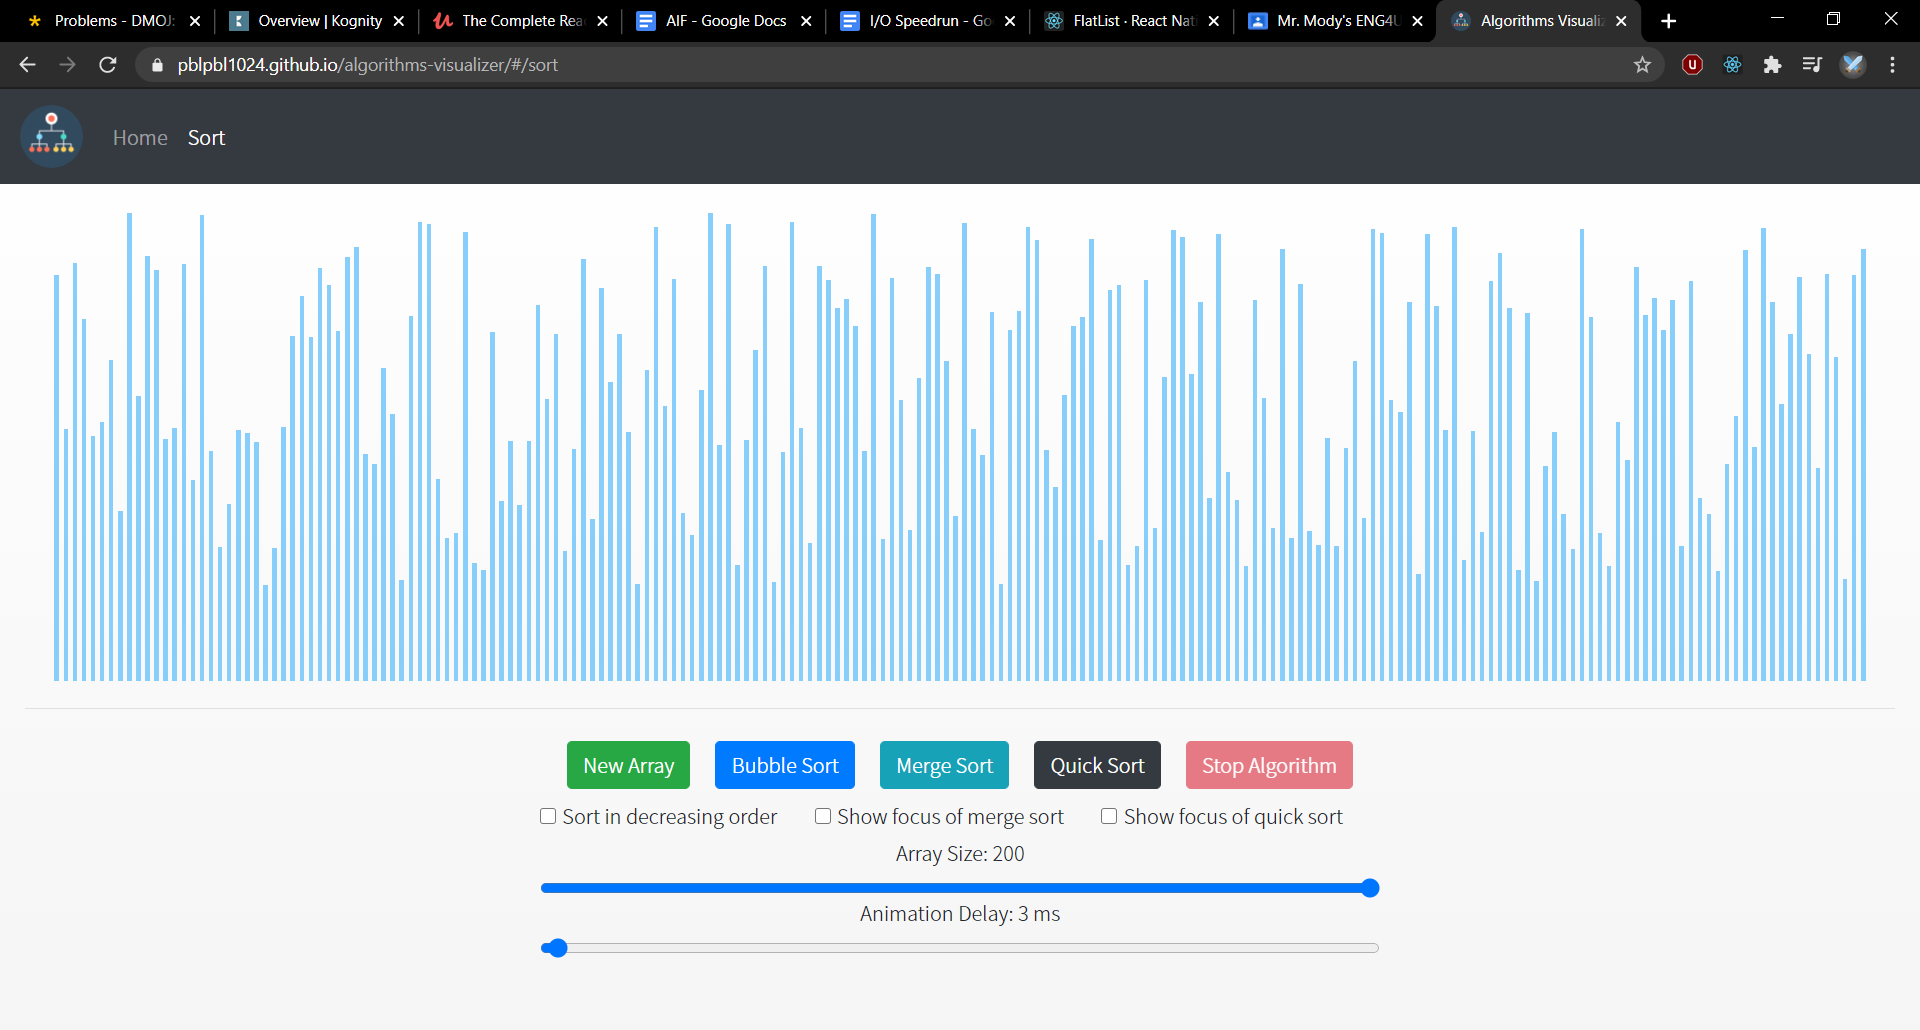 Problems - DMOJ: Overview | Kognity The Complete Rea AIF - Google Docs I/O Speedrun - Go FlatList · React Nati Mr. Mody's ENG4U Algorithms Visualiz
pblpbl1024.github.io/algorithms-visualizer/#/sort
Home Sort
New Array Bubble Sort Merge Sort Quick Sort Stop Algorithm
Sort in decreasing order Show focus of merge sort Show focus of quick sort
Array Size: 200
Animation Delay: 3 ms